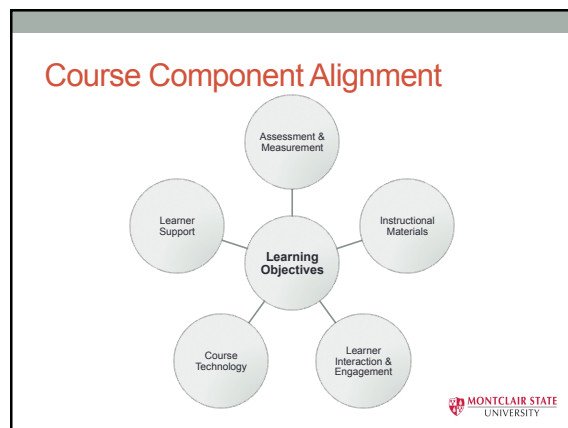 Course Component Alignment
Assessment &
Measurement
Learner
Support
Instructional
Materials
Learning
Objectives
Course
Technology
Learner
Interaction &
Engagement
MONTCLAIR STATE
UNIVERSITY